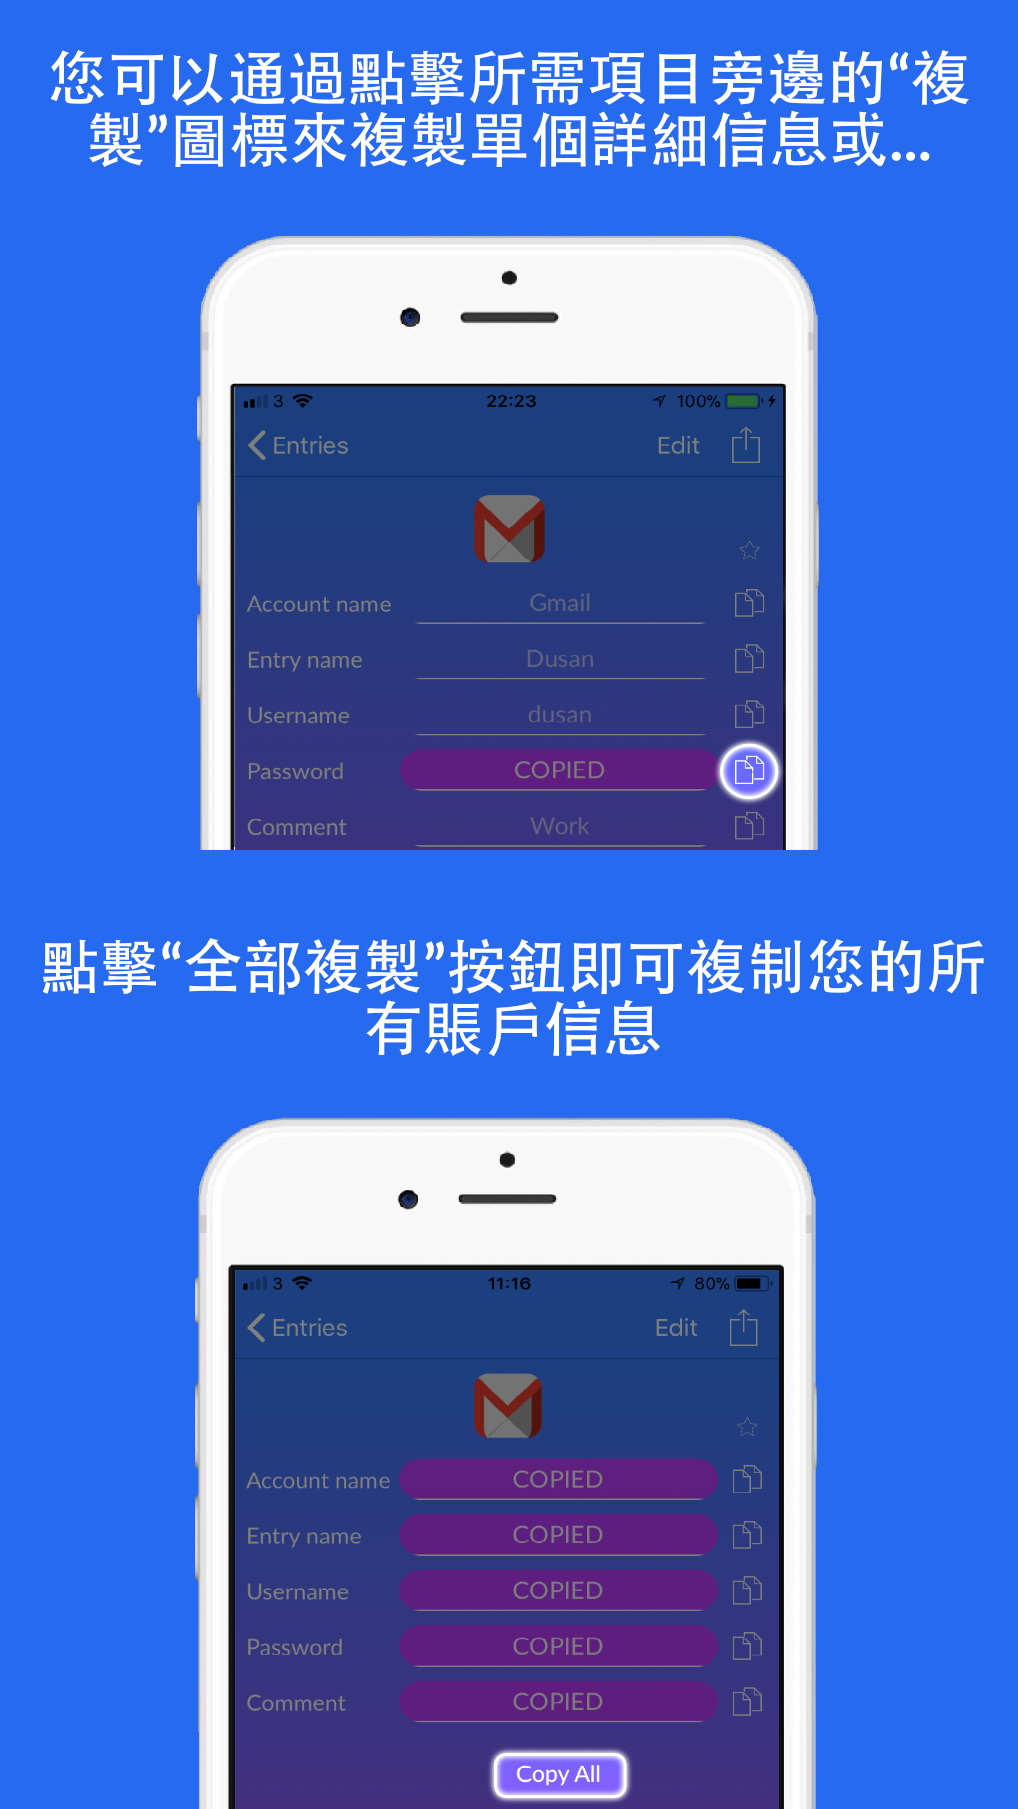 您可以通過點擊所需項目旁邊的“複
製”圖標來複製單個詳細信息或...
3 22:23 100%
Entries Edit
Account name Gmail
Entry name Dusan
Username dusan
Password COPIED
Comment Work
點擊“全部複製”按鈕即可複制您的所
有賬戶信息
3 11:16 80%
Entries Edit
Account name COPIED
Entry name COPIED
Username COPIED
Password COPIED
Comment COPIED
Copy All